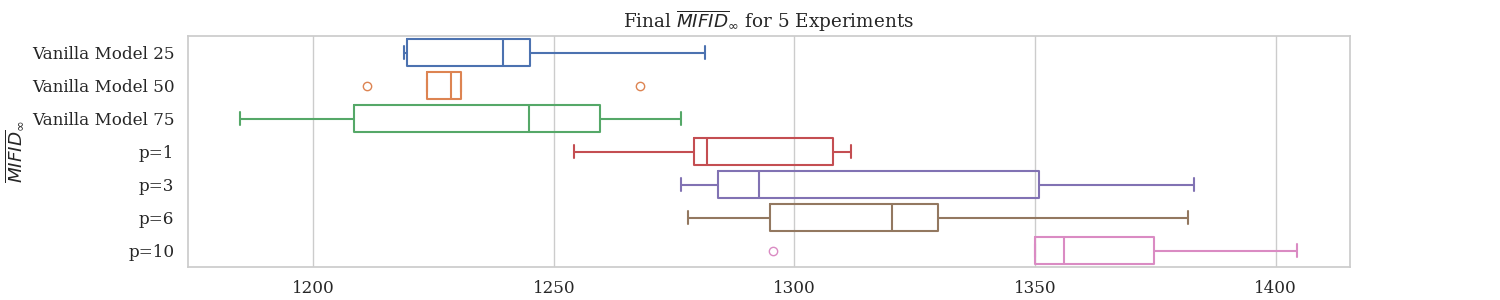 Final $\overline{MIFID}_\infty$ for 5 Experiments
$\overline{MIFID}_\infty$
Vanilla Model 25
Vanilla Model 50
Vanilla Model 75
p=1
p=3
p=6
p=10
1200 1250 1300 1350 1400